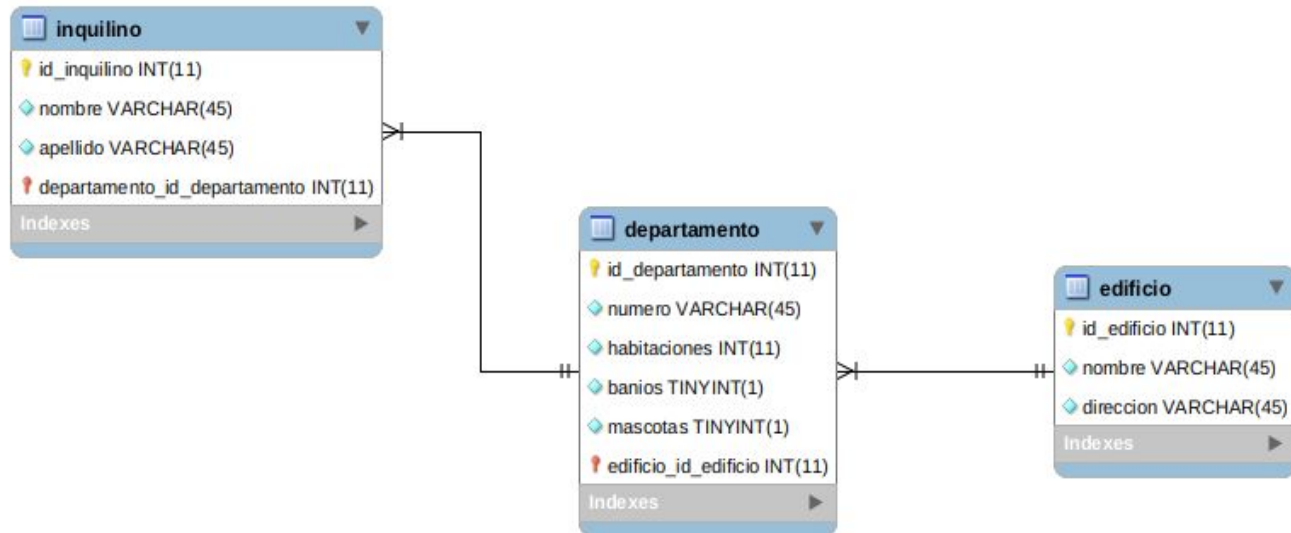 inquilino
id_inquilino INT(11)
nombre VARCHAR(45)
apellido VARCHAR(45)
departamento_id_departamento INT(11)
Indexes
departamento
id_departamento INT(11)
numero VARCHAR(45)
habitaciones INT(11)
banios TINYINT(1)
mascotas TINYINT(1)
edificio_id_edificio INT(11)
Indexes
edificio
id_edificio INT(11)
nombre VARCHAR(45)
direccion VARCHAR(45)
Indexes